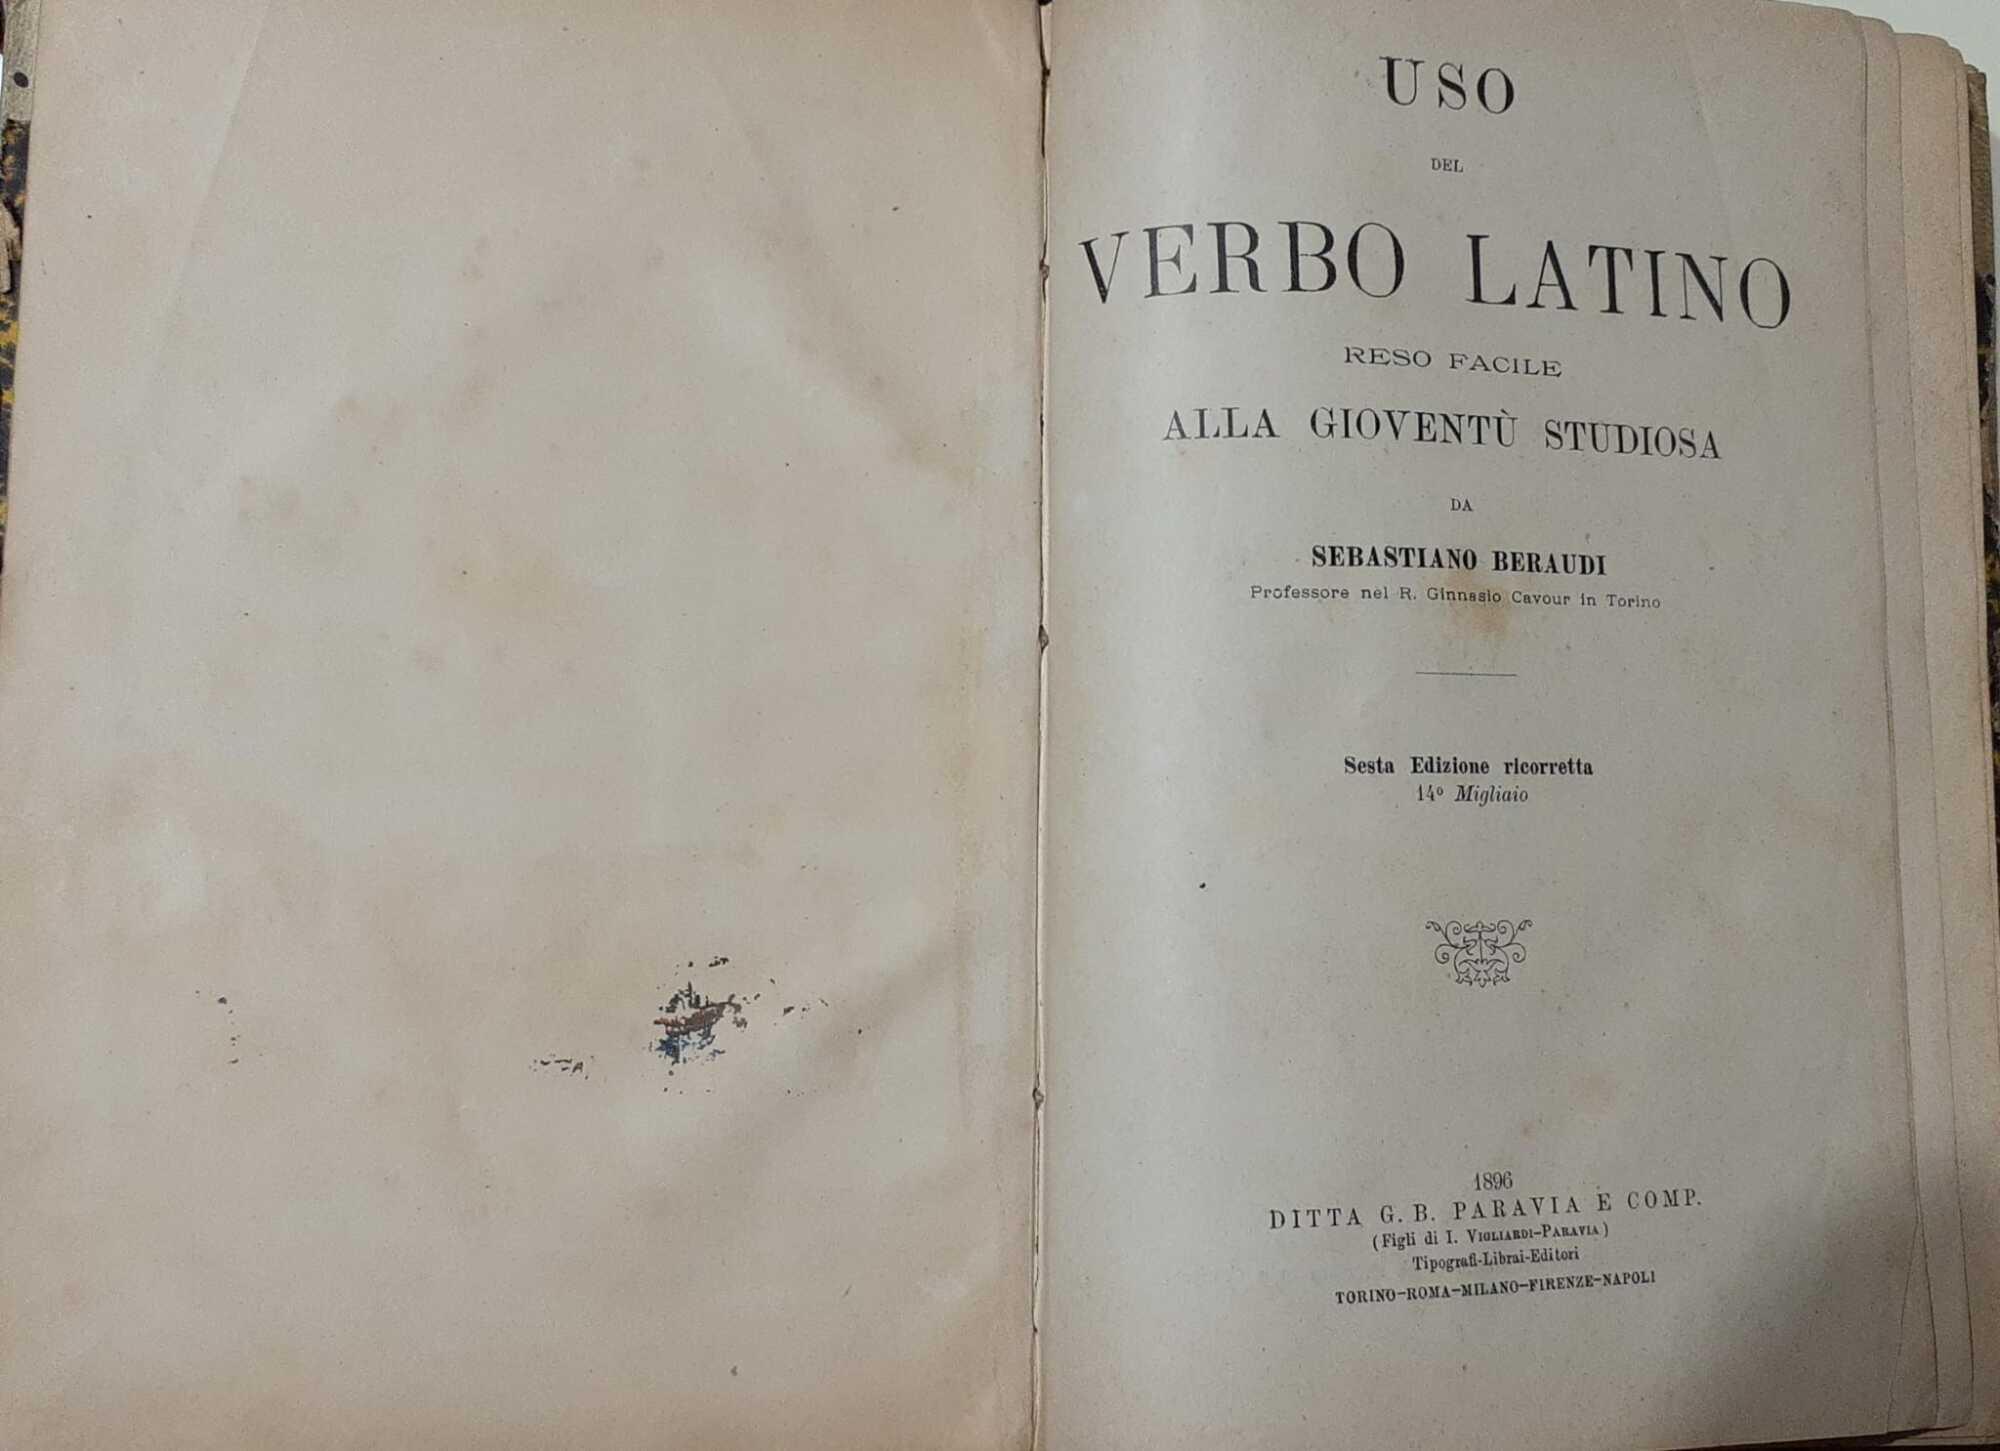 USO
DEL
VERBO LATINO
RESO FACILE
ALLA GIOVENTÙ STUDIOSA
DA
SEBASTIANO BERAUDI
Professore nel R. Ginnasio Cavour in Torino
Sesta Edizione ricorretta
14º Migliaio
1896
DITTA G. B. PARAVIA E COMP.
(Figli di I. VIGLIARDI-PARAVIA)
Tipografi-Librai-Editori
TORINO-ROMA-MILANO-FIRENZE-NAPOLI